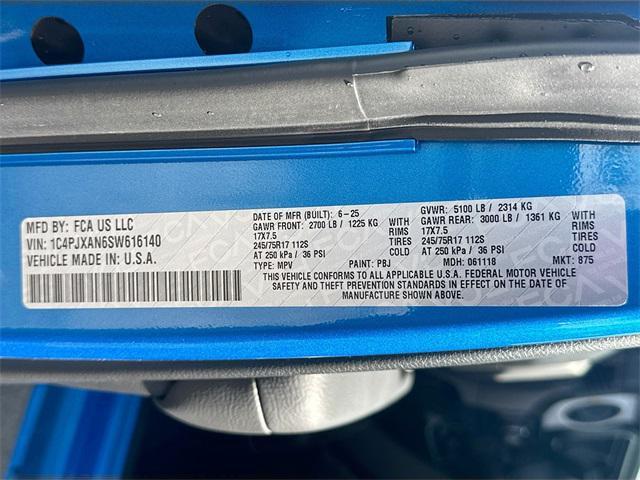 MFD BY: FCA US LLC
VIN: 1C4PJXAN6SW616140
VEHICLE MADE IN: U.S.A.
DATE OF MFR (BUILT): 6-25
GAWR FRONT: 2700 LB / 1225 KG WITH
17X7.5 RIMS
245/75R17 112S TIRES
AT 250 kPa / 36 PSI COLD
TYPE: MPV
PAINT: PBJ
GVWR: 5100 LB / 2314 KG
GAWR REAR: 3000 LB / 1361 KG WITH
17X7.5 RIMS
245/75R17 112S TIRES
AT 250 kPa / 36 PSI COLD
MDH: 061118
MKT: 875
THIS VEHICLE CONFORMS TO ALL APPLICABLE U.S.A. FEDERAL MOTOR VEHICLE
SAFETY AND THEFT PREVENTION STANDARDS IN EFFECT ON THE DATE OF
MANUFACTURE SHOWN ABOVE.